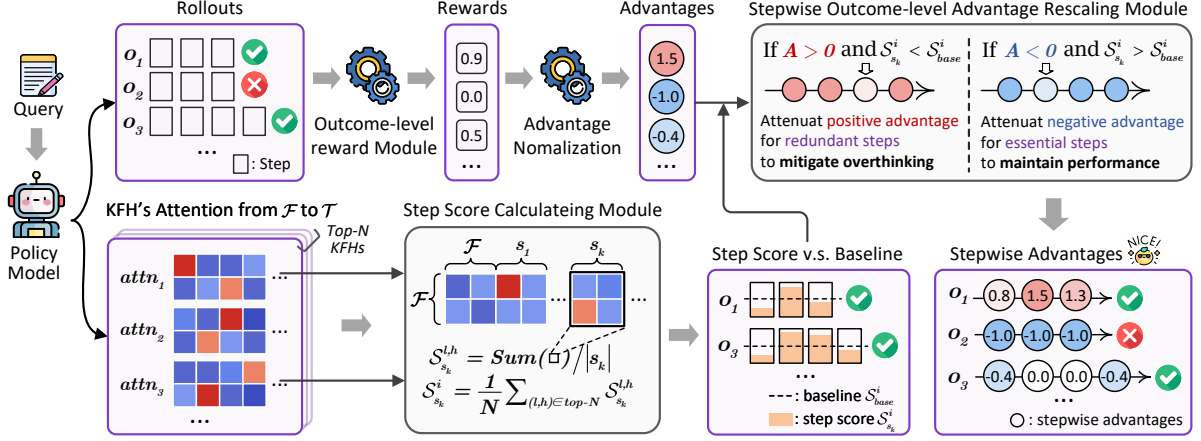 Rollouts
Rewards
Advantages
Stepwise Outcome-level Advantage Rescaling Module
Query
Policy
Model
o₁
o₂
o₃
...
□ : Step
Outcome-level
reward Module
0.9
0.0
0.5
...
Advantage
Nomalization
1.5
-1.0
-0.4
...
If A > 0 and 𝒮^i_{s_k} < 𝒮^i_{base}
Attenuat positive advantage
for redundant steps
to mitigate overthinking
If A < 0 and 𝒮^i_{s_k} > 𝒮^i_{base}
Attenuat negative advantage
for essential steps
to maintain performance
KFH's Attention from ℱ to 𝒯
Top-N
KFHs
attn₁ ...
attn₂ ...
attn₃ ...
...
Step Score Calculateing Module
ℱ s₁ s_k
ℱ ... ...
𝒮^{l,h}_{s_k} = Sum(□)/|s_k|
𝒮^i_{s_k} = 1/N ∑_{(l,h)∈top-N} 𝒮^{l,h}_{s_k}
Step Score v.s. Baseline
o₁
o₃
...
---- : baseline 𝒮^i_{base}
: step score 𝒮^i_{s_k}
Stepwise Advantages
NICE!
o₁ 0.8 1.5 1.3
o₂ -1.0 -1.0 -1.0
o₃ -0.4 0.0 0.0 -0.4
...
○ : stepwise advantages